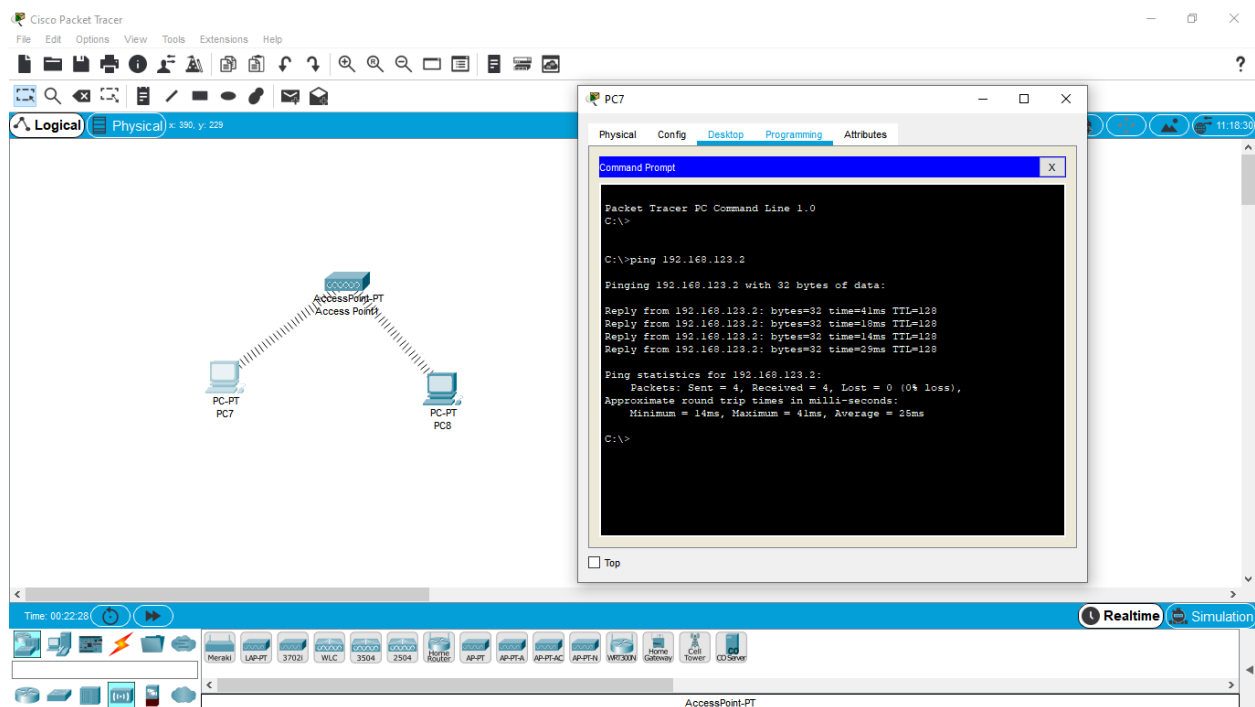 Cisco Packet Tracer
File Edit Options View Tools Extensions Help
?
Logical Physical x: 390, y: 229
11:18:30
PC7
Physical Config Desktop Programming Attributes
Command Prompt
X
Packet Tracer PC Command Line 1.0
C:\>
C:\>ping 192.168.123.2
Pinging 192.168.123.2 with 32 bytes of data:
Reply from 192.168.123.2: bytes=32 time=41ms TTL=128
Reply from 192.168.123.2: bytes=32 time=18ms TTL=128
Reply from 192.168.123.2: bytes=32 time=14ms TTL=128
Reply from 192.168.123.2: bytes=32 time=29ms TTL=128
Ping statistics for 192.168.123.2:
Packets: Sent = 4, Received = 4, Lost = 0 (0% loss),
Approximate round trip times in milli-seconds:
Minimum = 14ms, Maximum = 41ms, Average = 25ms
C:\>
Top
AccessPoint-PT
Access Point1
PC-PT
PC7
PC-PT
PC8
Time: 00:22:28
Realtime Simulation
Meraki LAP-PT 3702i WLC 3504 2504 Home Router AP-PT AP-PT-A AP-PT-AC AP-PT-N WRT300N Home Gateway Cell Tower CO Server
AccessPoint-PT